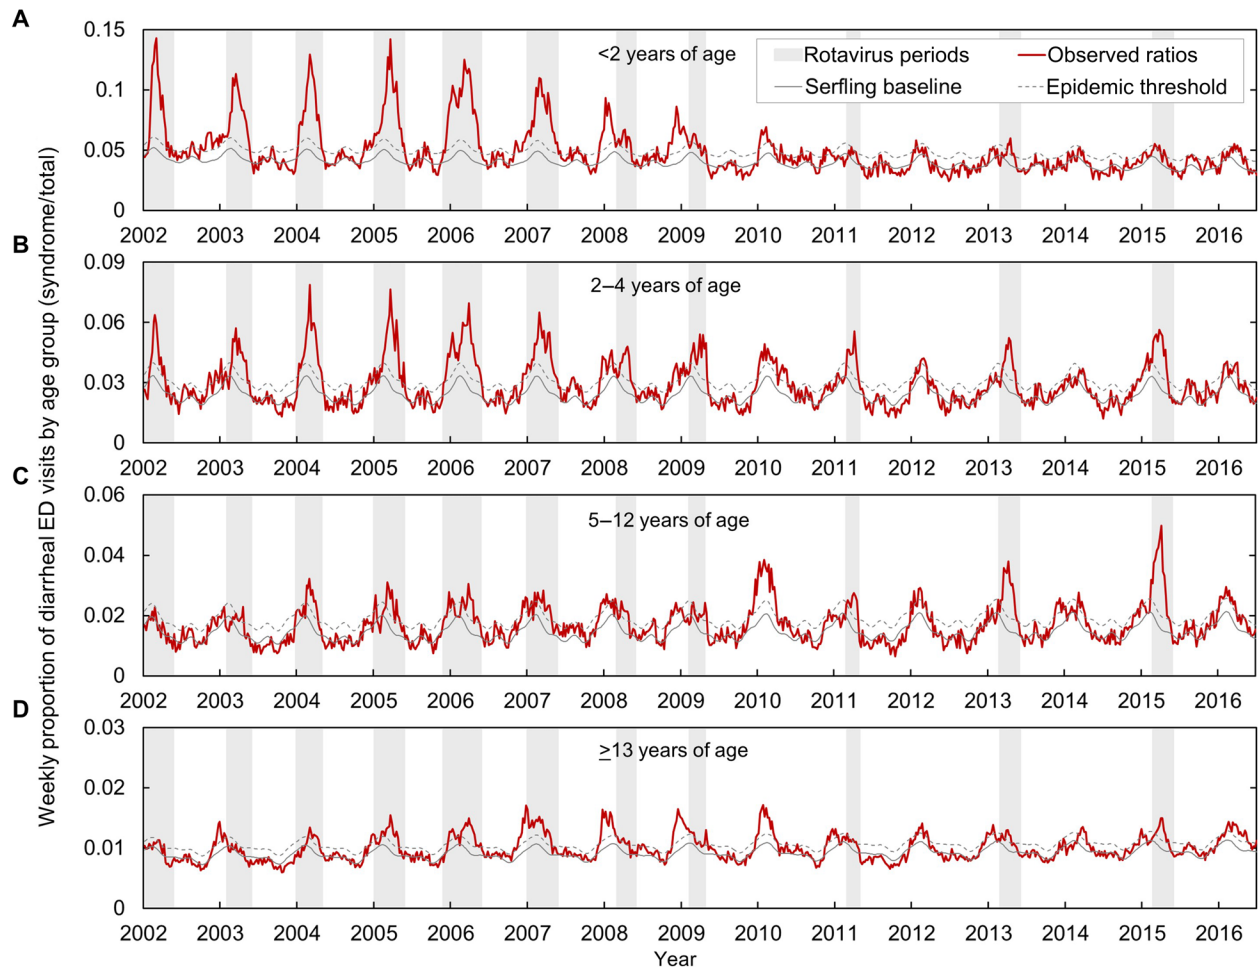 A
0.15
<2 years of age
Rotavirus periods
Observed ratios
Serfling baseline
Epidemic threshold
0.1
0.05
0
2002 2003 2004 2005 2006 2007 2008 2009 2010 2011 2012 2013 2014 2015 2016
B
0.09
2–4 years of age
0.06
0.03
0
2002 2003 2004 2005 2006 2007 2008 2009 2010 2011 2012 2013 2014 2015 2016
C
0.06
5–12 years of age
0.04
0.02
0
2002 2003 2004 2005 2006 2007 2008 2009 2010 2011 2012 2013 2014 2015 2016
D
0.03
≥13 years of age
0.02
0.01
0
2002 2003 2004 2005 2006 2007 2008 2009 2010 2011 2012 2013 2014 2015 2016
Year
Weekly proportion of diarrheal ED visits by age group (syndrome/total)